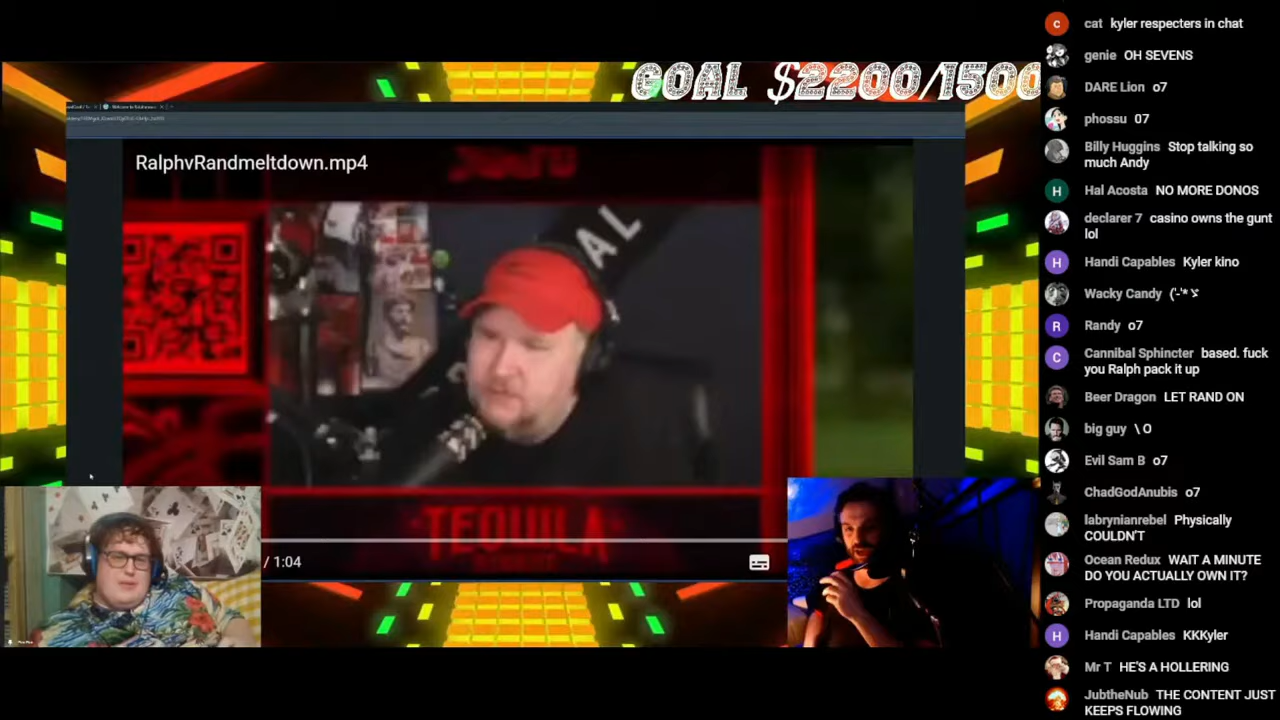 GOAL $2200/1500
RalphvRandmeltdown.mp4
AL
TEQUILA
/ 1:04
cat kyler respecters in chat
genie OH SEVENS
DARE Lion o7
phossu 07
Billy Huggins Stop talking so
much Andy
Hal Acosta NO MORE DONOS
declarer 7 casino owns the gunt
lol
Handi Capables Kyler kino
Wacky Candy ('-'*ゞ
Randy o7
Cannibal Sphincter based. fuck
you Ralph pack it up
Beer Dragon LET RAND ON
big guy \ O
Evil Sam B o7
ChadGodAnubis o7
labrynianrebel Physically
COULDN'T
Ocean Redux WAIT A MINUTE
DO YOU ACTUALLY OWN IT?
Propaganda LTD lol
Handi Capables KKKyler
Mr T HE'S A HOLLERING
JubtheNub THE CONTENT JUST
KEEPS FLOWING